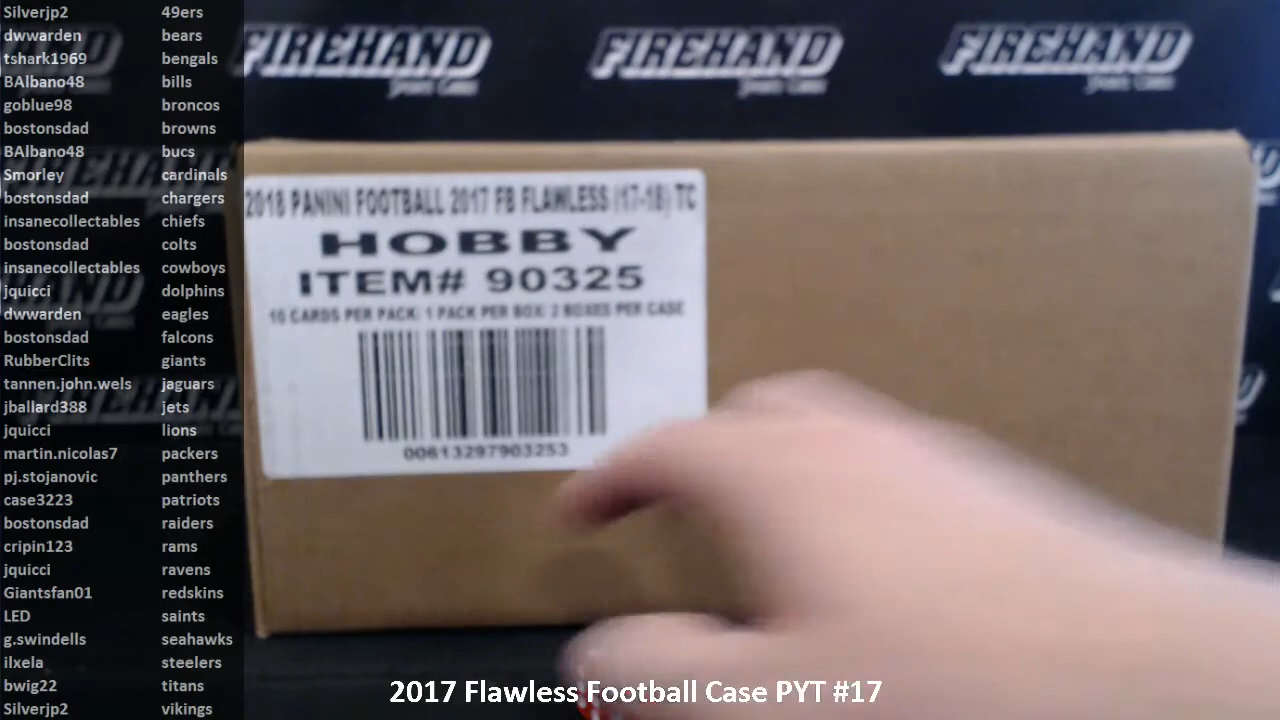 Silverjp2 49ers
dwwarden bears
tshark1969 bengals
BAlbano48 bills
goblue98 broncos
bostonsdad browns
BAlbano48 bucs
Smorley cardinals
bostonsdad chargers
insanecollectables chiefs
bostonsdad colts
insanecollectables cowboys
jquicci dolphins
dwwarden eagles
bostonsdad falcons
RubberClits giants
tannen.john.wels jaguars
jballard388 jets
jquicci lions
martin.nicolas7 packers
pj.stojanovic panthers
case3223 patriots
bostonsdad raiders
cripin123 rams
jquicci ravens
Giantsfan01 redskins
LED saints
g.swindells seahawks
ilxela steelers
bwig22 titans
Silverjp2 vikings
FIREHAND FIREHAND FIREHAND
2018 PANINI FOOTBALL 2017 FB FLAWLESS (17-18) TC
HOBBY
ITEM# 90325
10 CARDS PER PACK/ 1 PACK PER BOX/ 2 BOXES PER CASE
00613297903253
2017 Flawless Football Case PYT #17